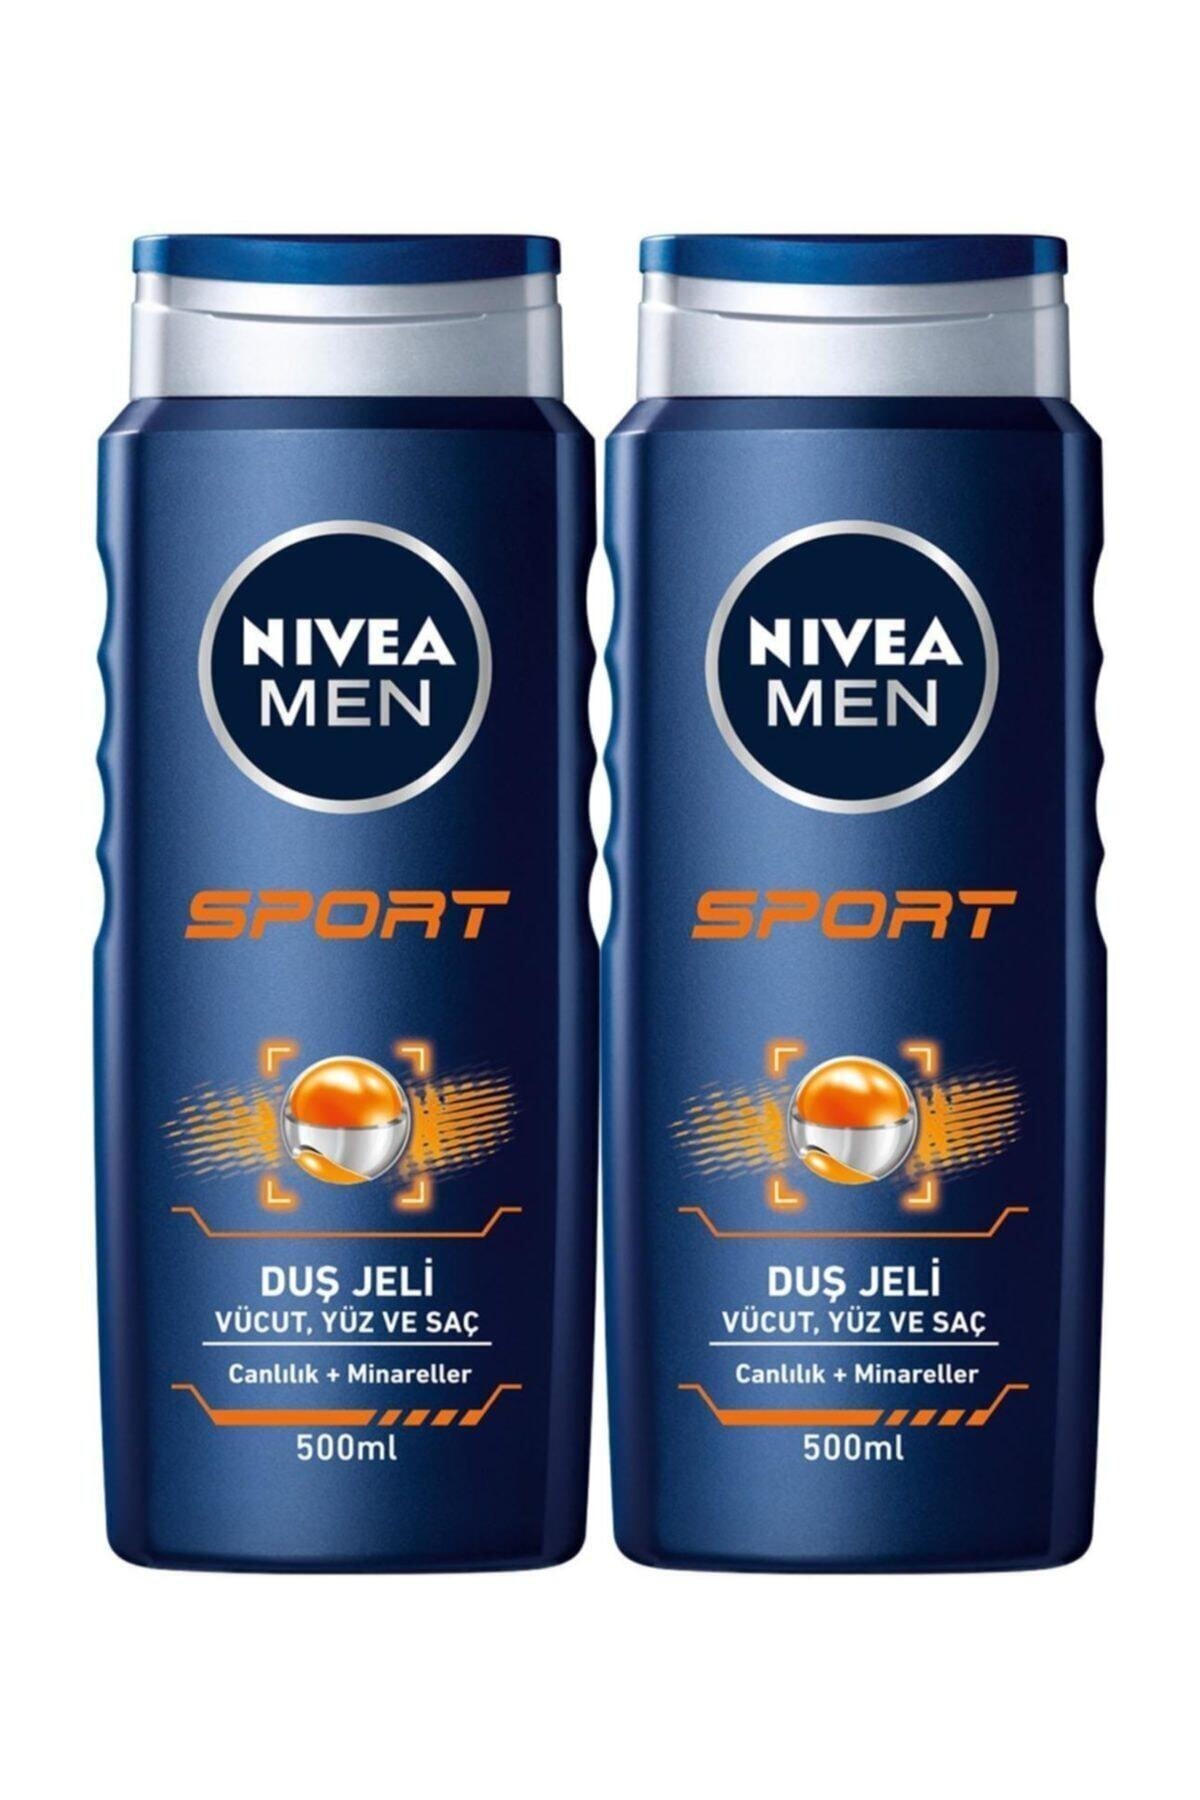 NIVEA
MEN
SPORT
DUŞ JELİ
VÜCUT, YÜZ VE SAÇ
Canlılık + Minareller
500ml
NIVEA
MEN
SPORT
DUŞ JELİ
VÜCUT, YÜZ VE SAÇ
Canlılık + Minareller
500ml